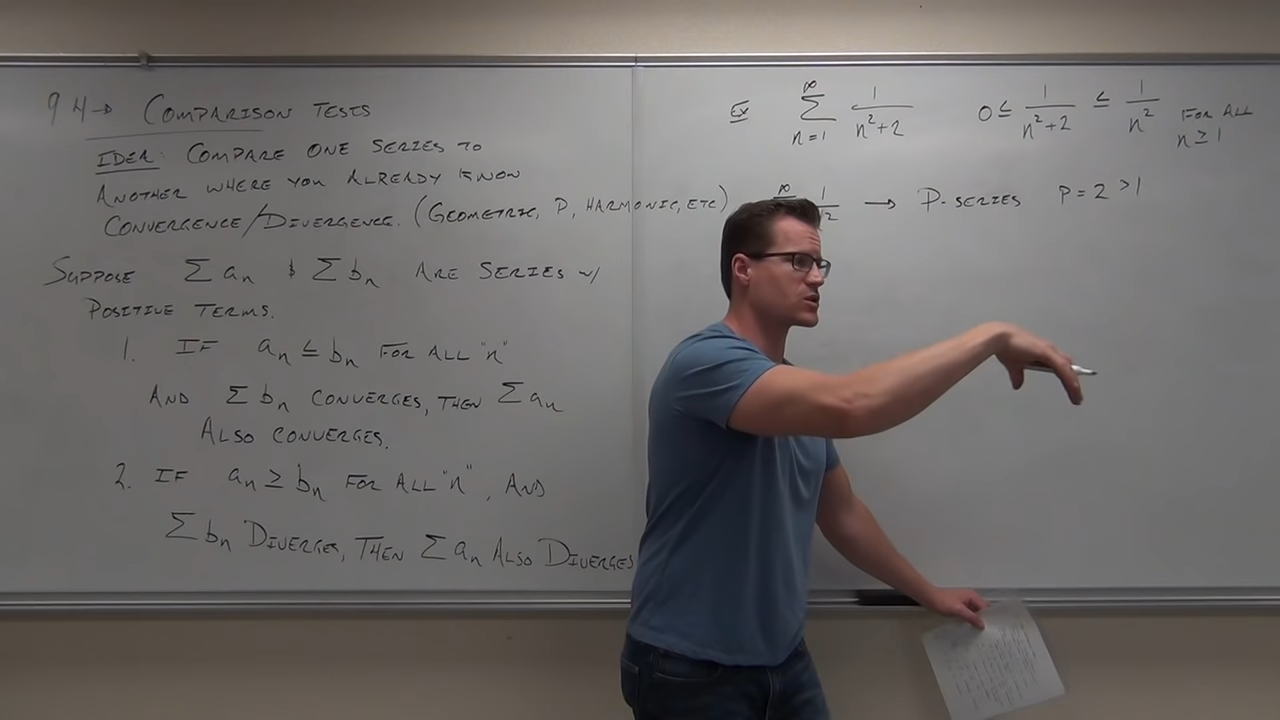 9.4 → COMPARISON TESTS
IDEA: COMPARE ONE SERIES TO
ANOTHER WHERE YOU ALREADY KNOW
CONVERGENCE/DIVERGENCE. (GEOMETRIC, P, HARMONIC, ETC)
SUPPOSE Σ aₙ & Σ bₙ ARE SERIES w/
POSITIVE TERMS.
1. IF aₙ ≤ bₙ FOR ALL "n"
AND Σ bₙ CONVERGES, THEN Σ aₙ
ALSO CONVERGES.
2. IF aₙ ≥ bₙ FOR ALL "n", AND
Σ bₙ DIVERGES, THEN Σ aₙ ALSO DIVERGES
Ex ∞ Σ n=1 1/(n²+2) 0 ≤ 1/(n²+2) ≤ 1/n² FOR ALL
n ≥ 1
∞ 1 → P-SERIES P = 2 > 1